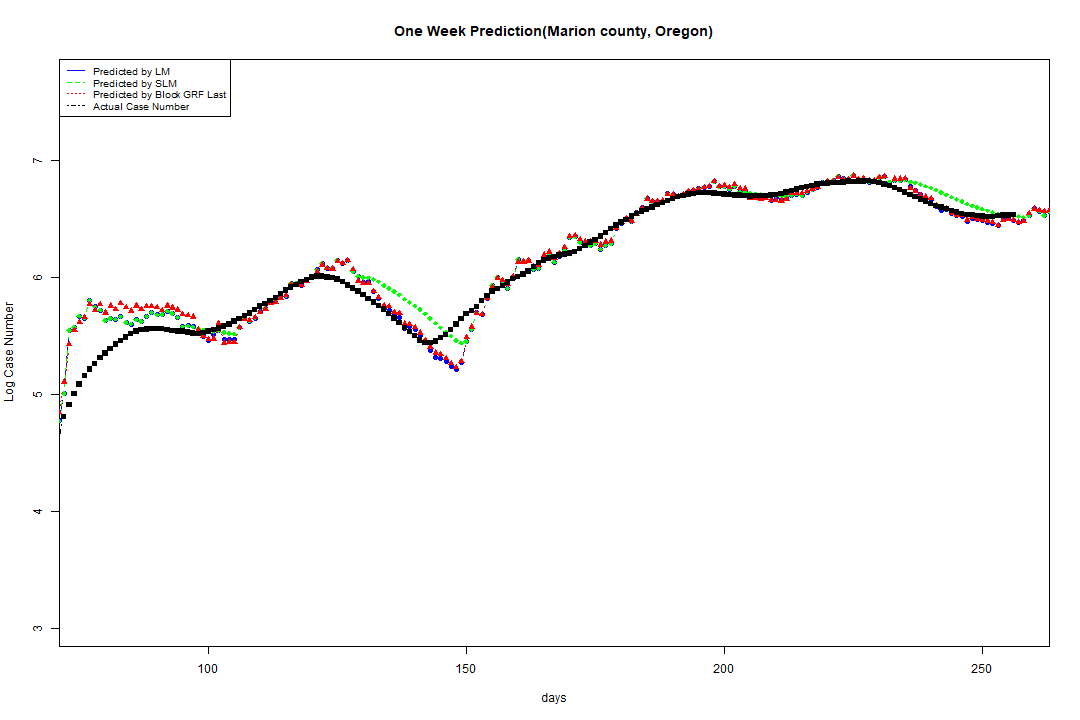 One Week Prediction(Marion county, Oregon)
Predicted by LM
Predicted by SLM
Predicted by Block GRF Last
Actual Case Number
Log Case Number
7
6
5
4
3
100 150 200 250
days